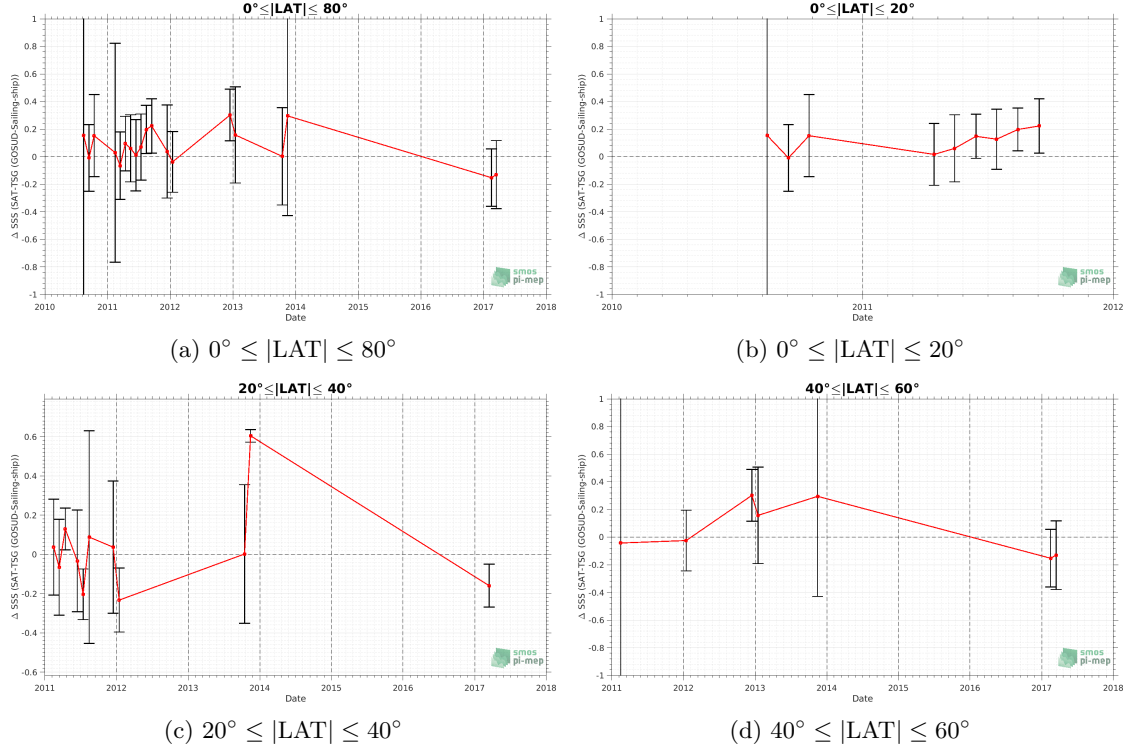 0°≤|LAT|≤ 80°
Δ SSS (SAT-TSG (GOSUD-Sailing-ship))
1
0.8
0.6
0.4
0.2
0
-0.2
-0.4
-0.6
-0.8
-1
2010 2011 2012 2013 2014 2015 2016 2017 2018
Date
smos
pi-mep
(a) 0° ≤ |LAT| ≤ 80°
0°≤|LAT|≤ 20°
Δ SSS (SAT-TSG (GOSUD-Sailing-ship))
1
0.8
0.6
0.4
0.2
0
-0.2
-0.4
-0.6
-0.8
-1
2010 2011 2012
Date
smos
pi-mep
(b) 0° ≤ |LAT| ≤ 20°
20°≤|LAT|≤ 40°
Δ SSS (SAT-TSG (GOSUD-Sailing-ship))
0.6
0.4
0.2
0
-0.2
-0.4
-0.6
2011 2012 2013 2014 2015 2016 2017 2018
Date
smos
pi-mep
(c) 20° ≤ |LAT| ≤ 40°
40°≤|LAT|≤ 60°
Δ SSS (SAT-TSG (GOSUD-Sailing-ship))
1
0.8
0.6
0.4
0.2
0
-0.2
-0.4
-0.6
-0.8
-1
2011 2012 2013 2014 2015 2016 2017 2018
Date
smos
pi-mep
(d) 40° ≤ |LAT| ≤ 60°